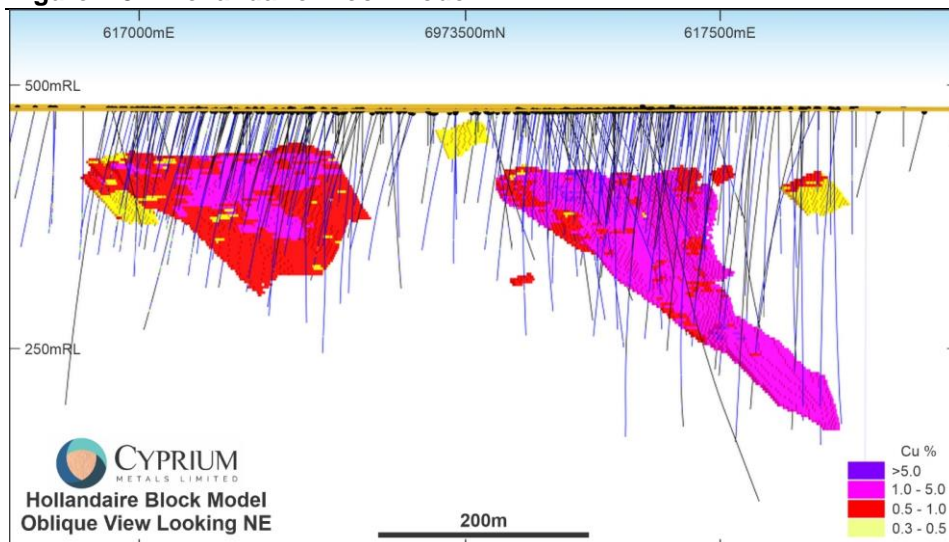 617000mE
6973500mN
617500mE
500mRL
250mRL
CYPRIUM
METALS LIMITED
Hollandaire Block Model
Oblique View Looking NE
200m
Cu %
>5.0
1.0 - 5.0
0.5 - 1.0
0.3 - 0.5